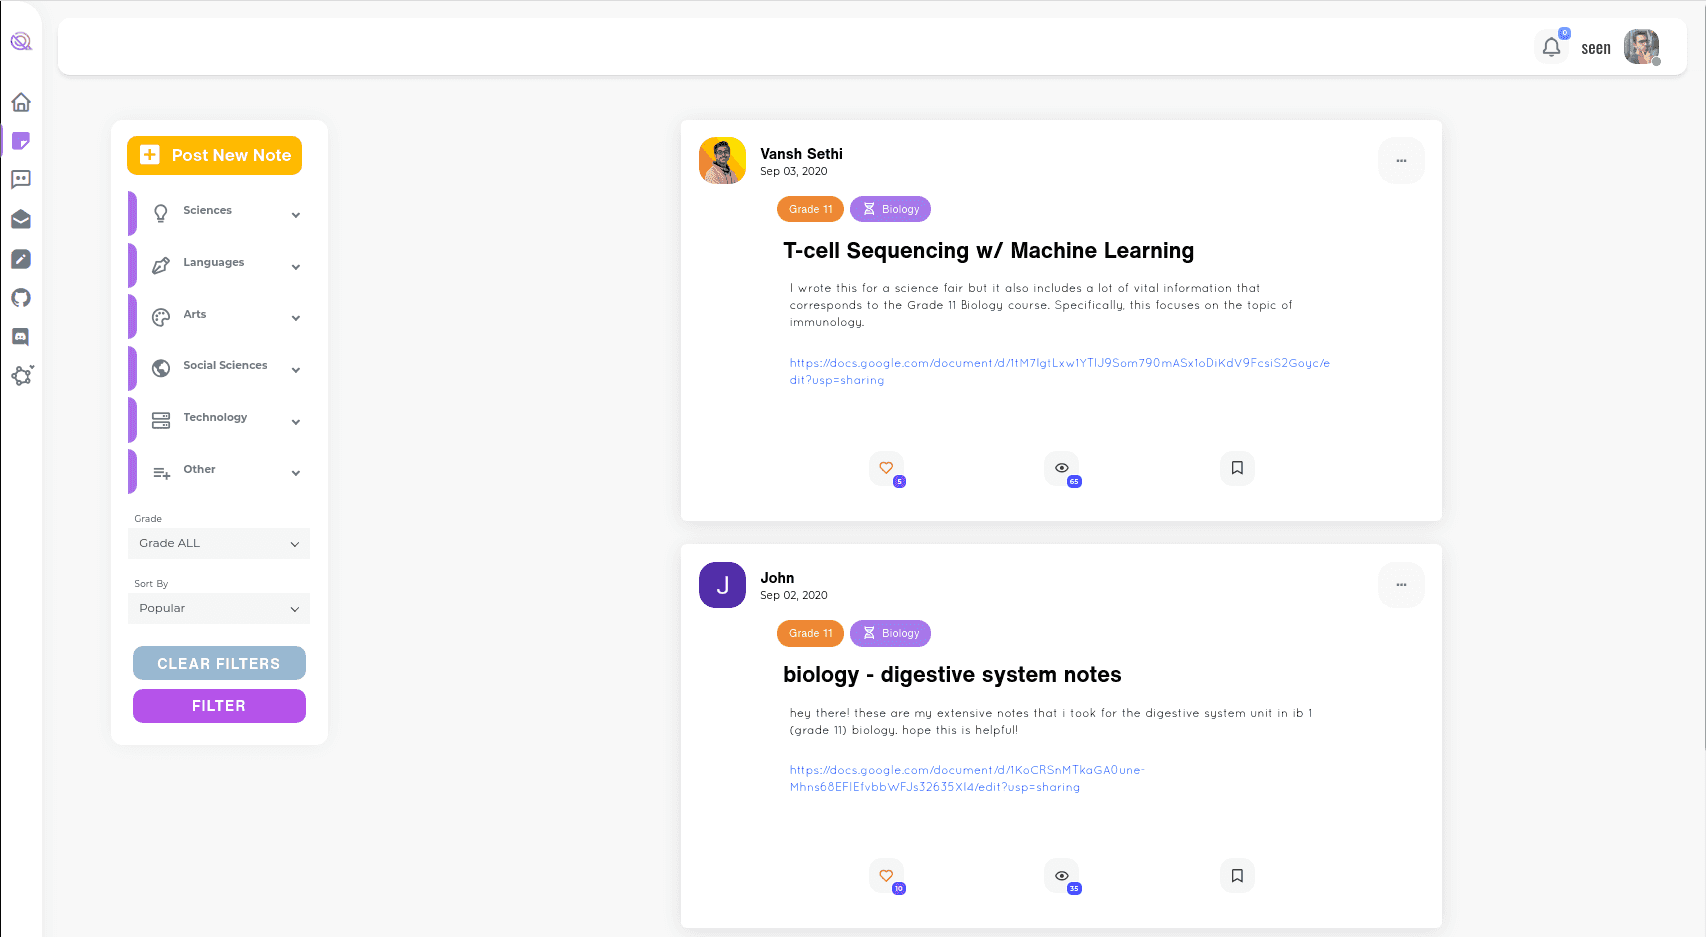 0
seen
Post New Note
Sciences
Languages
Arts
Social Sciences
Technology
Other
Grade
Grade ALL
Sort By
Popular
CLEAR FILTERS
FILTER
Vansh Sethi
Sep 03, 2020
...
Grade 11
Biology
T-cell Sequencing w/ Machine Learning
I wrote this for a science fair but it also includes a lot of vital information that
corresponds to the Grade 11 Biology course. Specifically, this focuses on the topic of
immunology.
https://docs.google.com/document/d/1tM7IgtLxw1YTIJ9Som790mASx1oDiKdV9FcsiS2Goyc/e
dit?usp=sharing
5
65
J
John
Sep 02, 2020
...
Grade 11
Biology
biology - digestive system notes
hey there! these are my extensive notes that i took for the digestive system unit in ib 1
(grade 11) biology. hope this is helpful!
https://docs.google.com/document/d/1KoCRSnMTkaGA0une-
Mhns68EFIEfvbbWFJs32635XI4/edit?usp=sharing
10
35